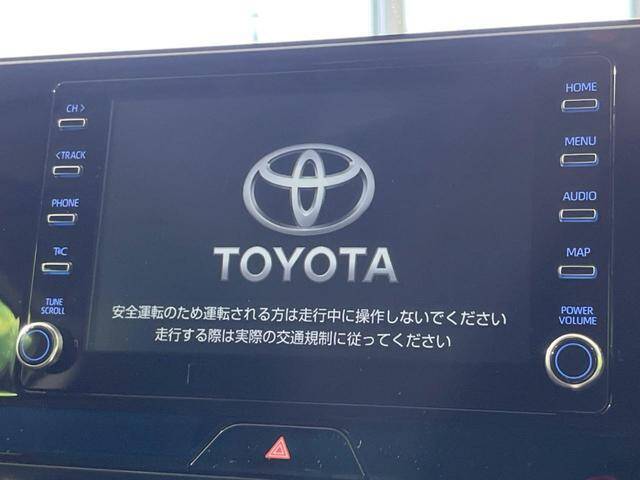 CH >
<TRACK
PHONE
T°C
TUNE
SCROLL
TOYOTA
安全運転のため運転される方は走行中に操作しないでください
走行する際は実際の交通規制に従ってください
HOME
MENU
AUDIO
MAP
POWER
VOLUME